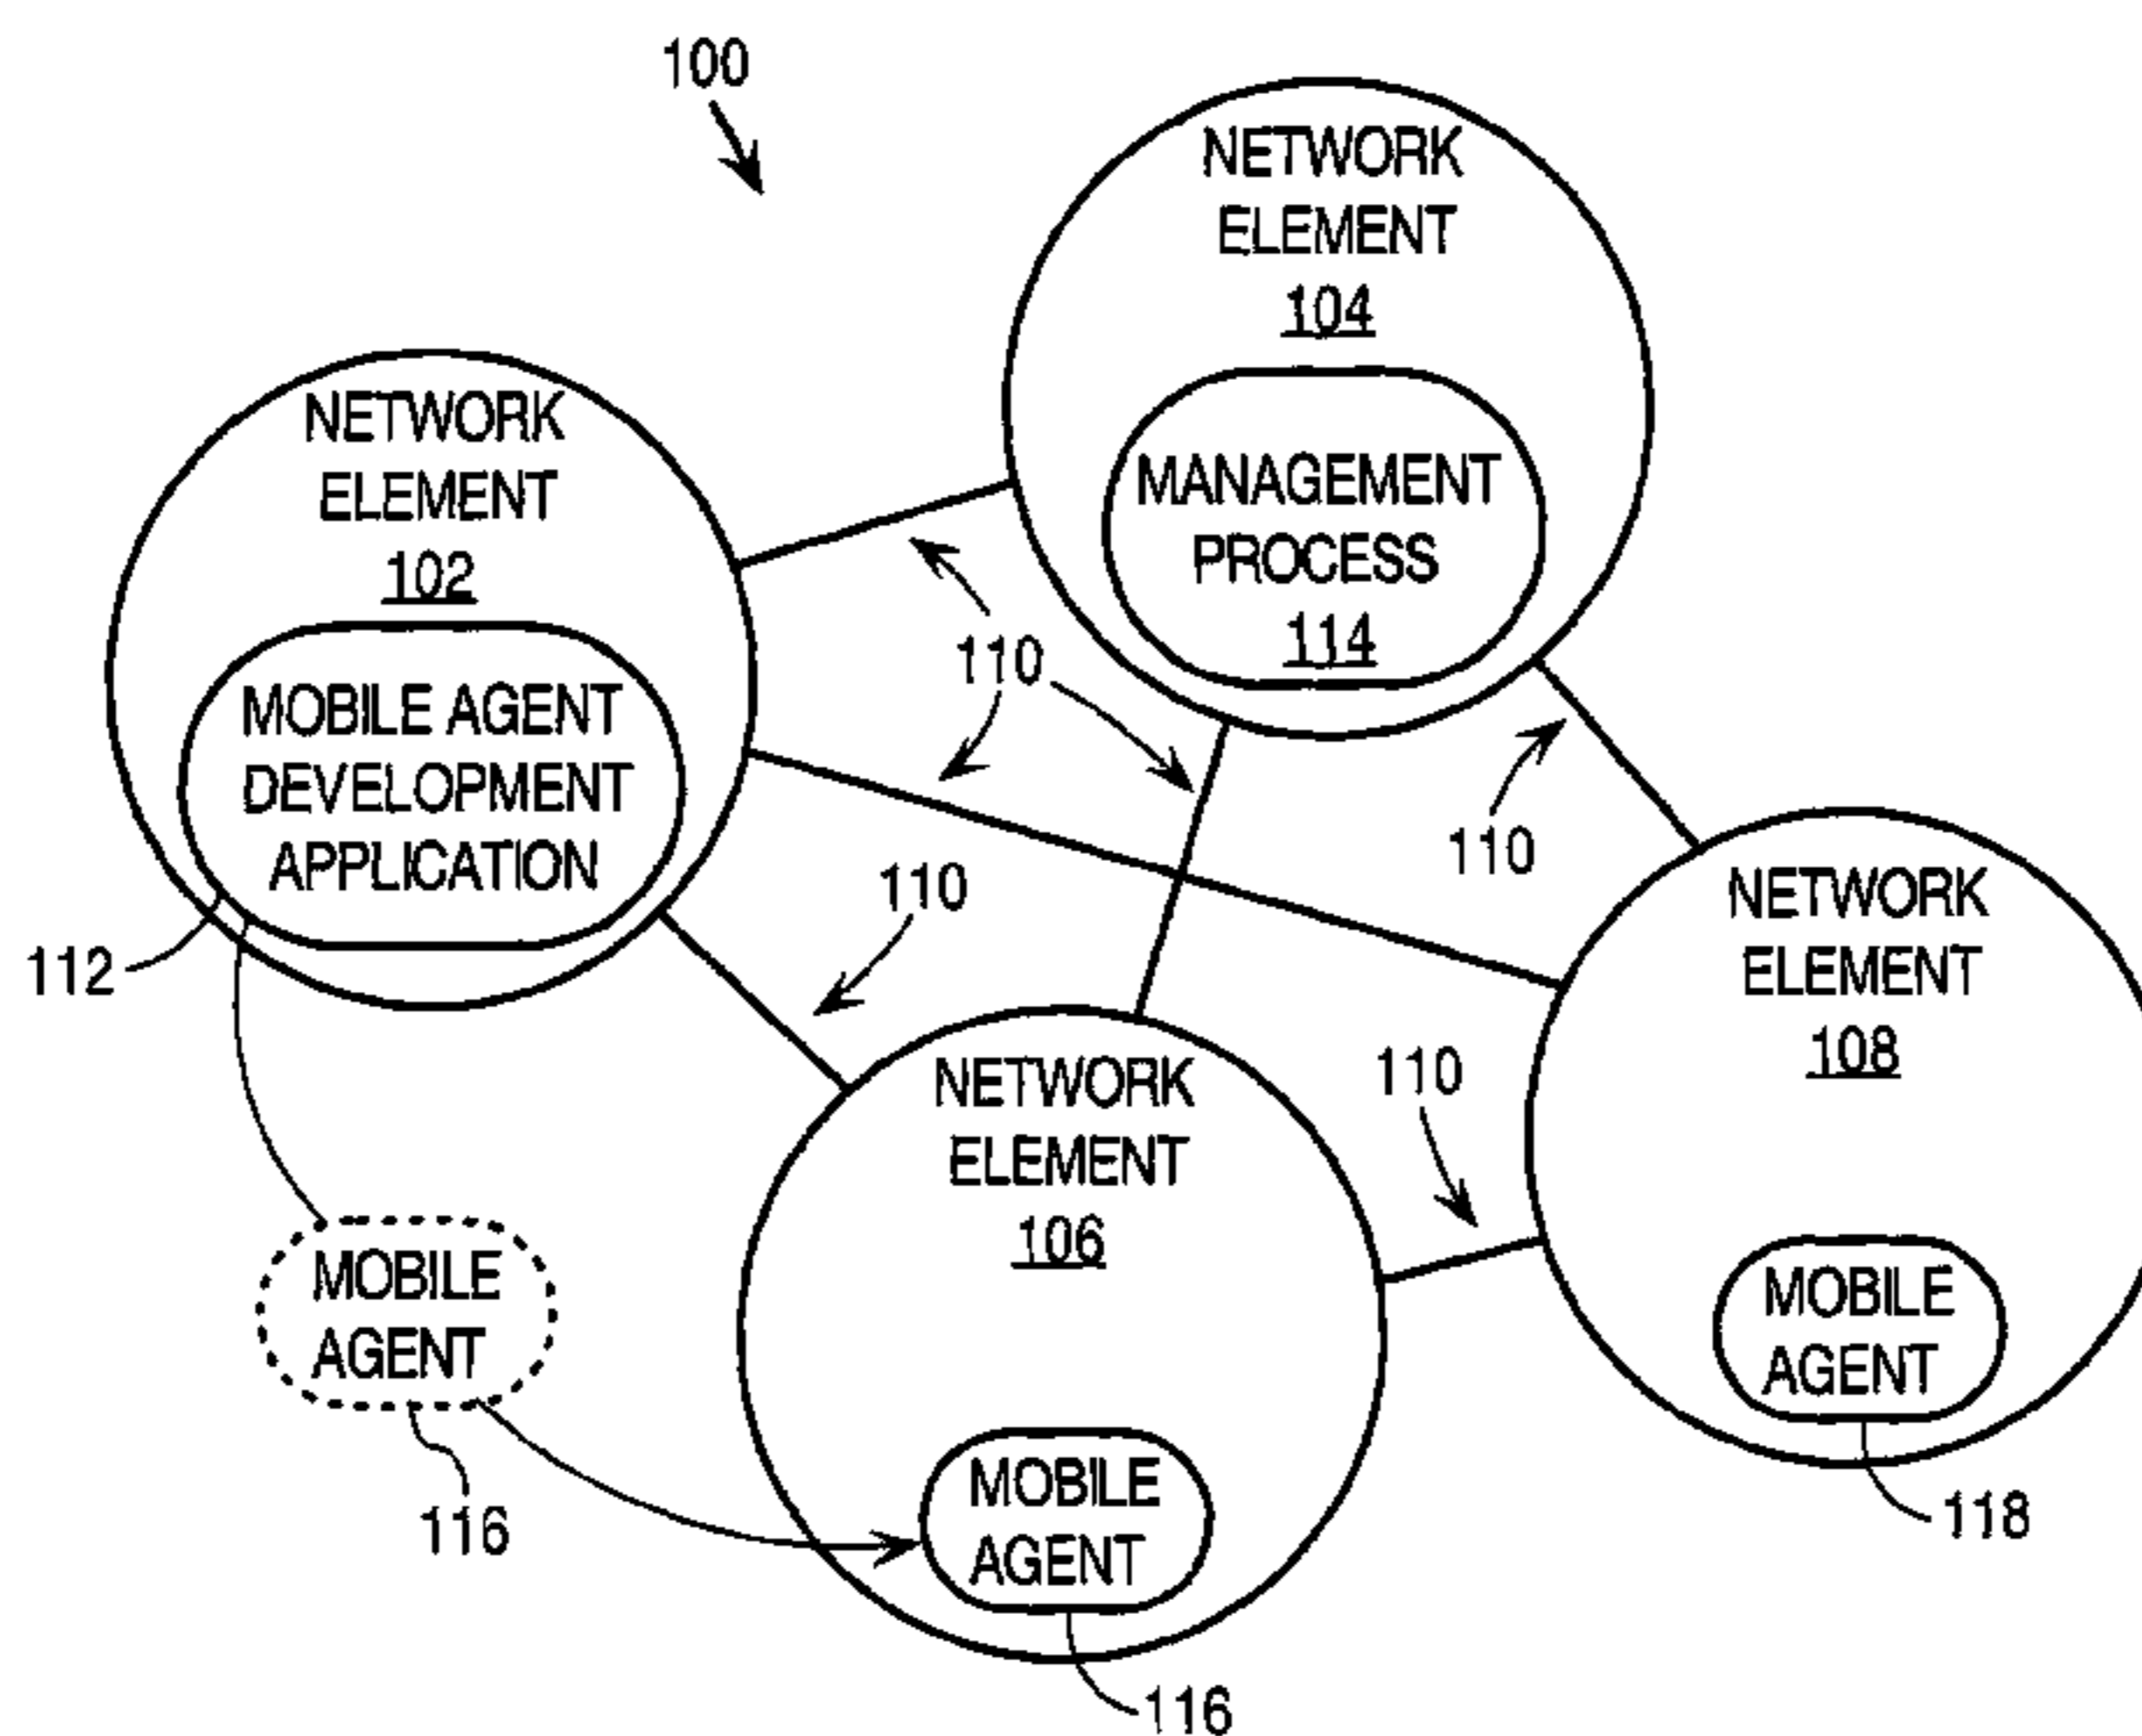 100
NETWORK
ELEMENT
104
MANAGEMENT
PROCESS
114
NETWORK
ELEMENT
102
MOBILE AGENT
DEVELOPMENT
APPLICATION
112
110
110
110
NETWORK
ELEMENT
108
MOBILE
AGENT
118
NETWORK
ELEMENT
106
110
MOBILE
AGENT
116
MOBILE
AGENT
116